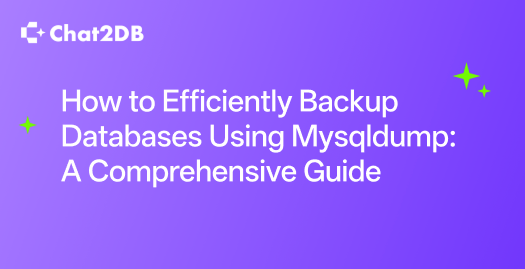 Chat2DB
How to Efficiently Backup
Databases Using Mysqldump:
A Comprehensive Guide